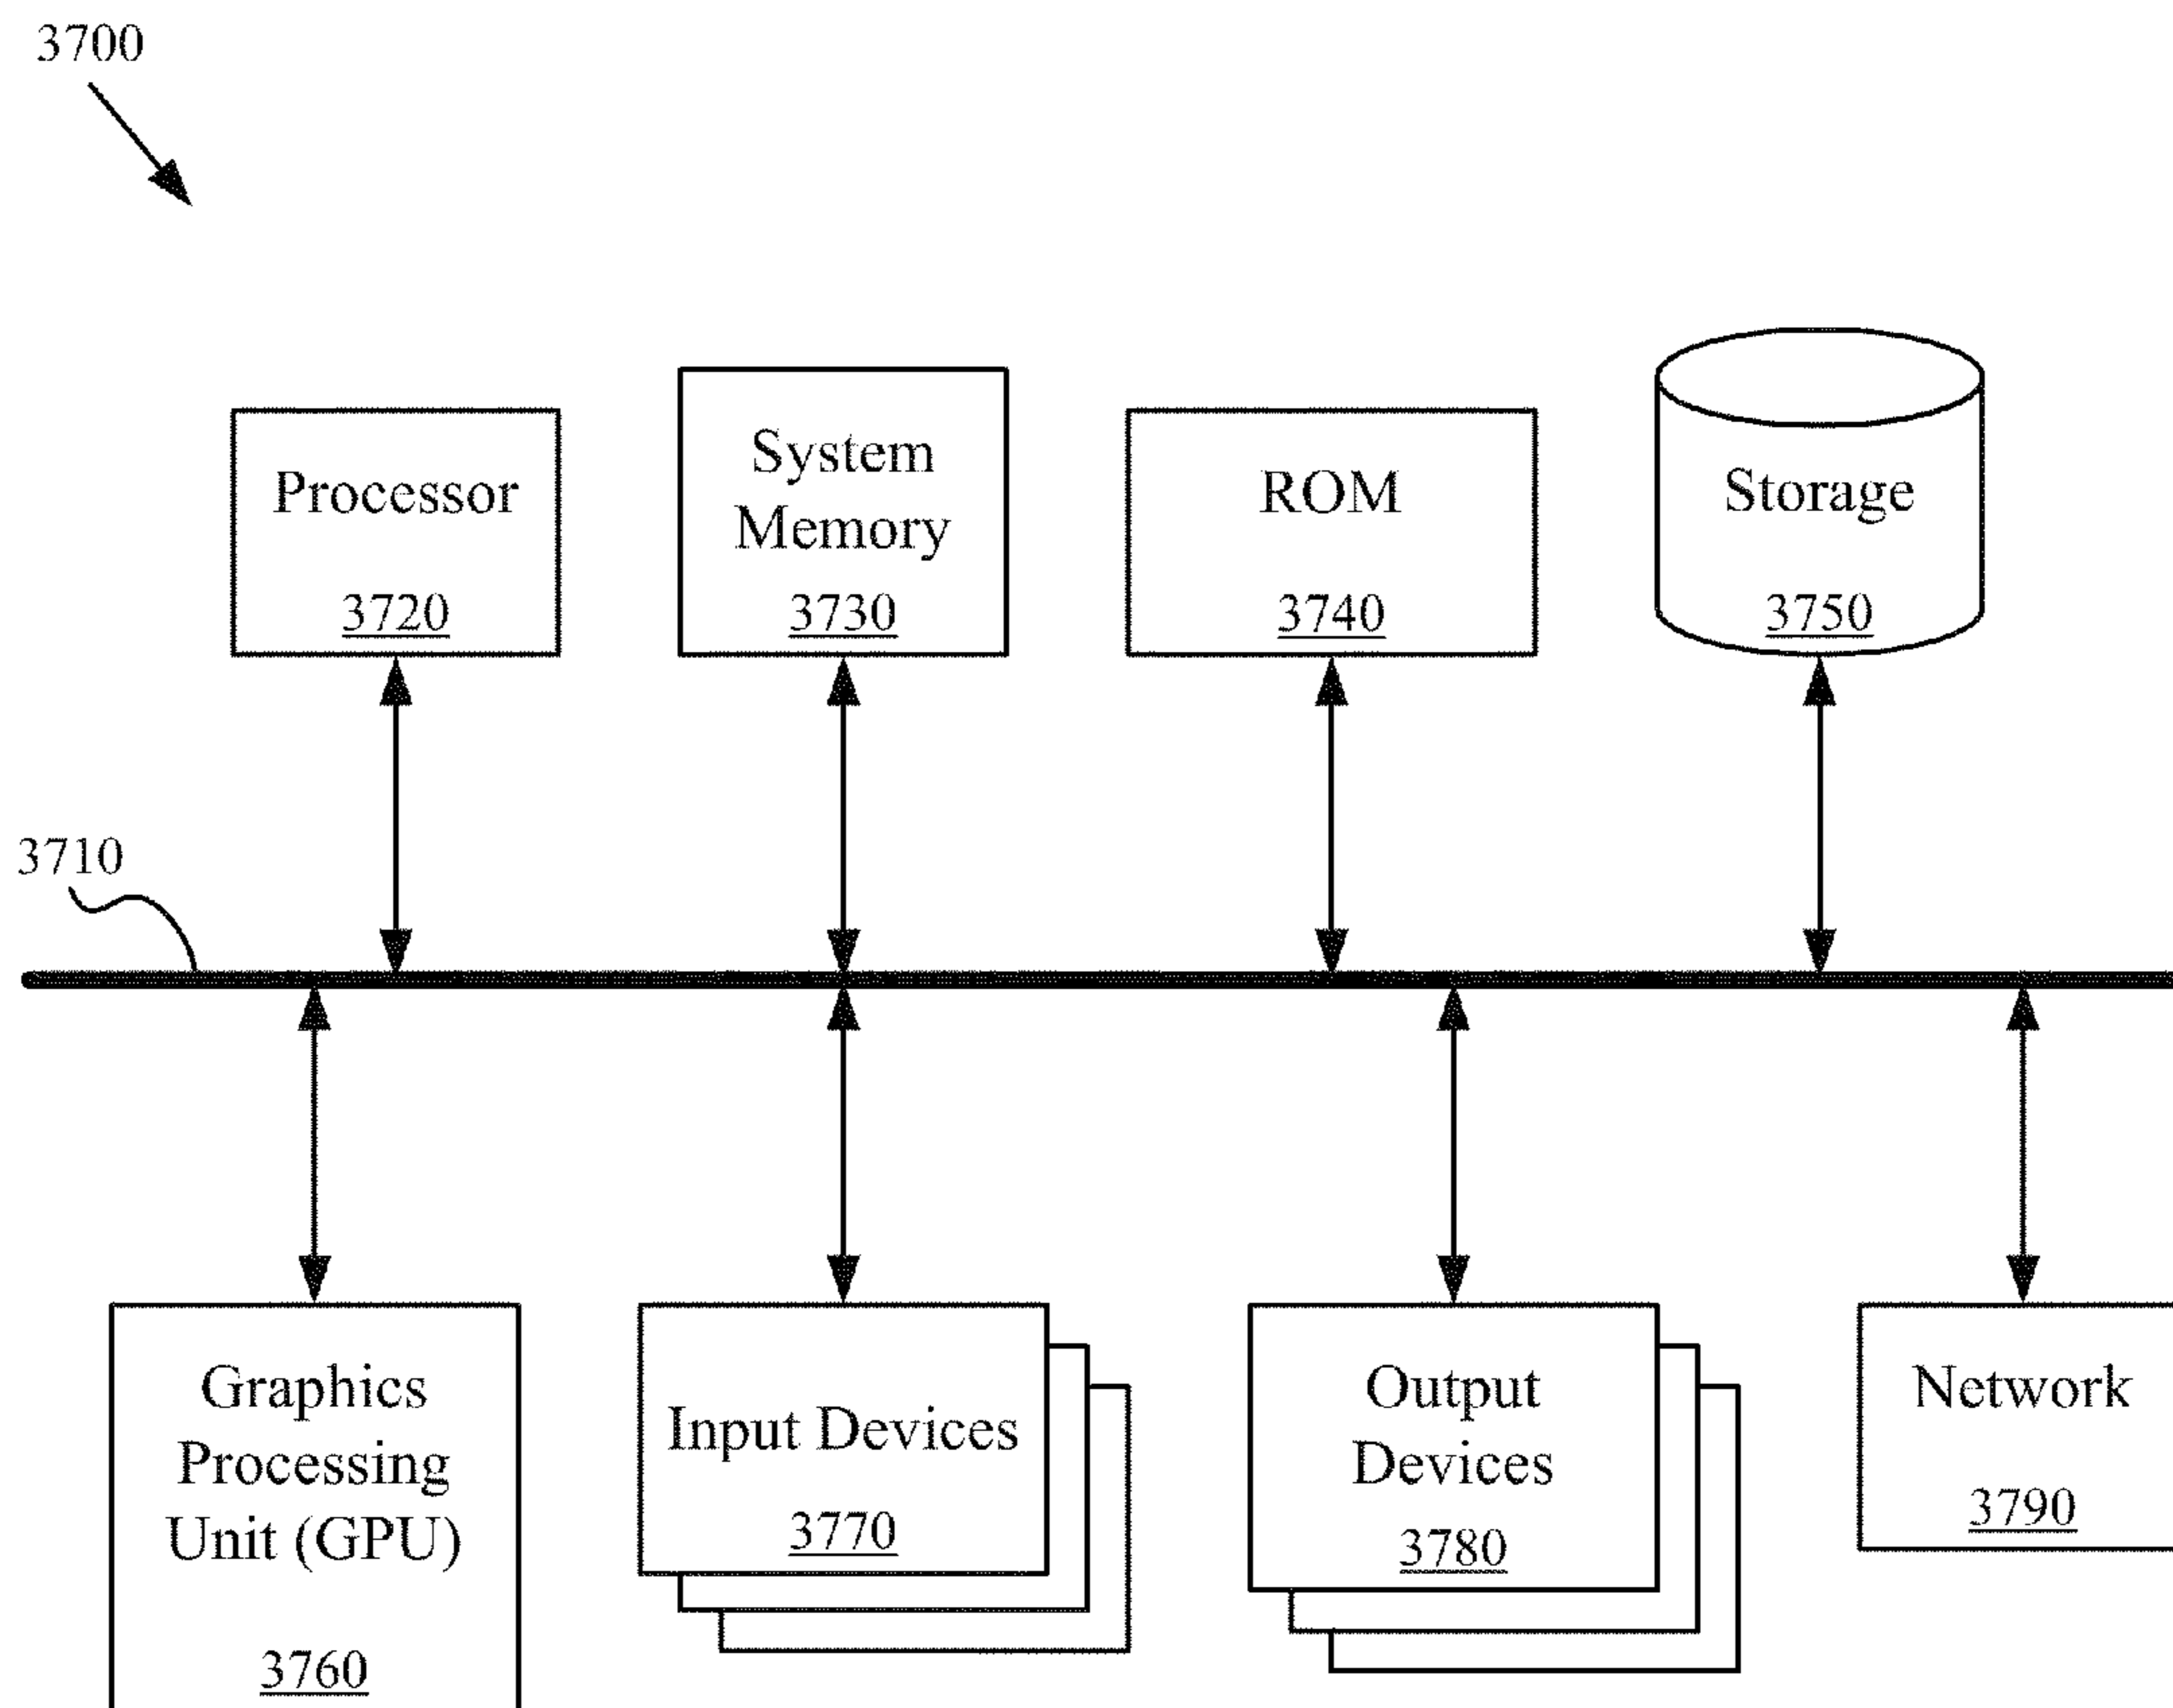 3700
Processor
3720
System
Memory
3730
ROM
3740
Storage
3750
3710
Graphics
Processing
Unit (GPU)
3760
Input Devices
3770
Output
Devices
3780
Network
3790